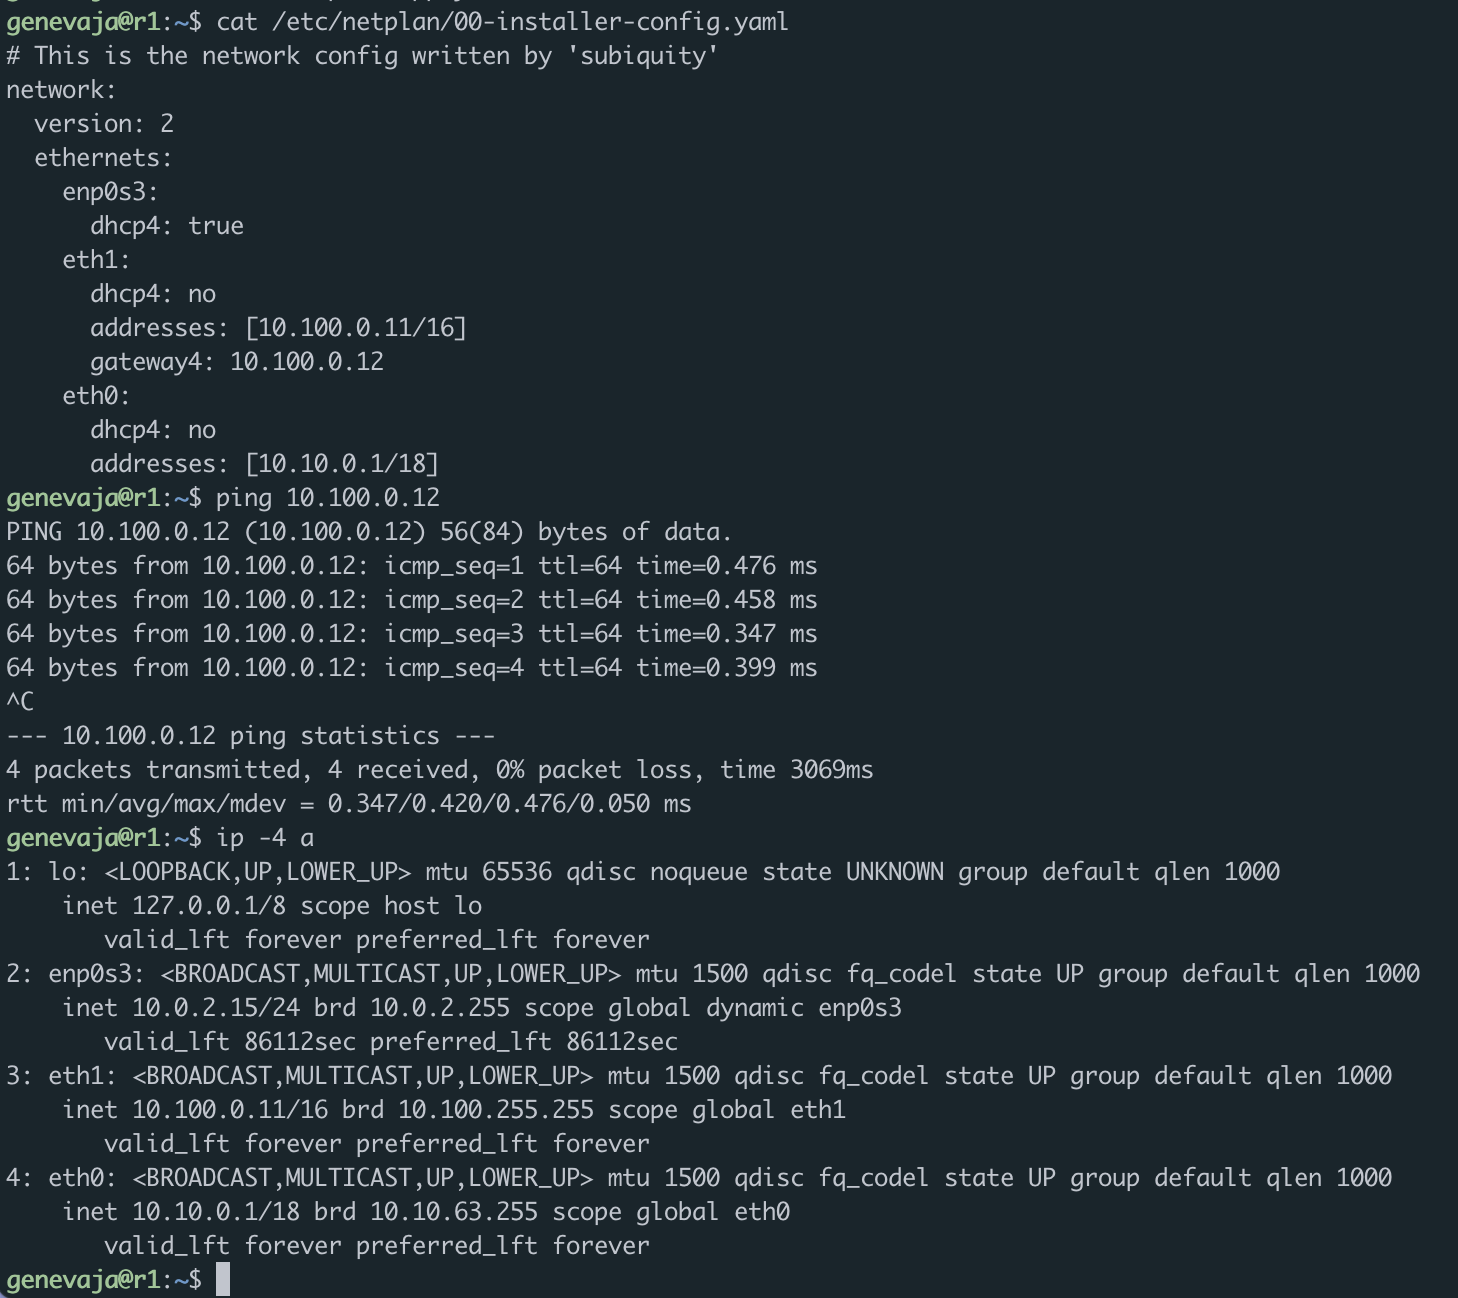 genevaja@r1:~$ cat /etc/netplan/00-installer-config.yaml
# This is the network config written by 'subiquity'
network:
  version: 2
  ethernets:
    enp0s3:
      dhcp4: true
    eth1:
      dhcp4: no
      addresses: [10.100.0.11/16]
      gateway4: 10.100.0.12
    eth0:
      dhcp4: no
      addresses: [10.10.0.1/18]
genevaja@r1:~$ ping 10.100.0.12
PING 10.100.0.12 (10.100.0.12) 56(84) bytes of data.
64 bytes from 10.100.0.12: icmp_seq=1 ttl=64 time=0.476 ms
64 bytes from 10.100.0.12: icmp_seq=2 ttl=64 time=0.458 ms
64 bytes from 10.100.0.12: icmp_seq=3 ttl=64 time=0.347 ms
64 bytes from 10.100.0.12: icmp_seq=4 ttl=64 time=0.399 ms
^C
--- 10.100.0.12 ping statistics ---
4 packets transmitted, 4 received, 0% packet loss, time 3069ms
rtt min/avg/max/mdev = 0.347/0.420/0.476/0.050 ms
genevaja@r1:~$ ip -4 a
1: lo: <LOOPBACK,UP,LOWER_UP> mtu 65536 qdisc noqueue state UNKNOWN group default qlen 1000
    inet 127.0.0.1/8 scope host lo
       valid_lft forever preferred_lft forever
2: enp0s3: <BROADCAST,MULTICAST,UP,LOWER_UP> mtu 1500 qdisc fq_codel state UP group default qlen 1000
    inet 10.0.2.15/24 brd 10.0.2.255 scope global dynamic enp0s3
       valid_lft 86112sec preferred_lft 86112sec
3: eth1: <BROADCAST,MULTICAST,UP,LOWER_UP> mtu 1500 qdisc fq_codel state UP group default qlen 1000
    inet 10.100.0.11/16 brd 10.100.255.255 scope global eth1
       valid_lft forever preferred_lft forever
4: eth0: <BROADCAST,MULTICAST,UP,LOWER_UP> mtu 1500 qdisc fq_codel state UP group default qlen 1000
    inet 10.10.0.1/18 brd 10.10.63.255 scope global eth0
       valid_lft forever preferred_lft forever
genevaja@r1:~$